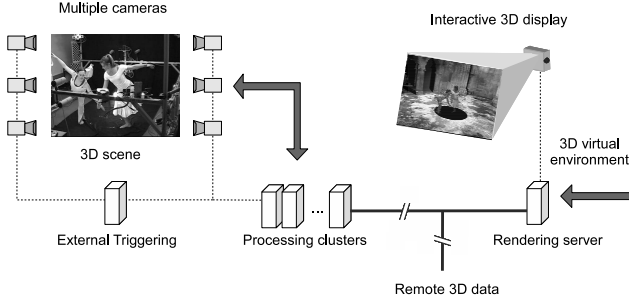 Multiple cameras
Interactive 3D display
3D scene
3D virtual
environment
...
External Triggering
Processing clusters
Rendering server
Remote 3D data